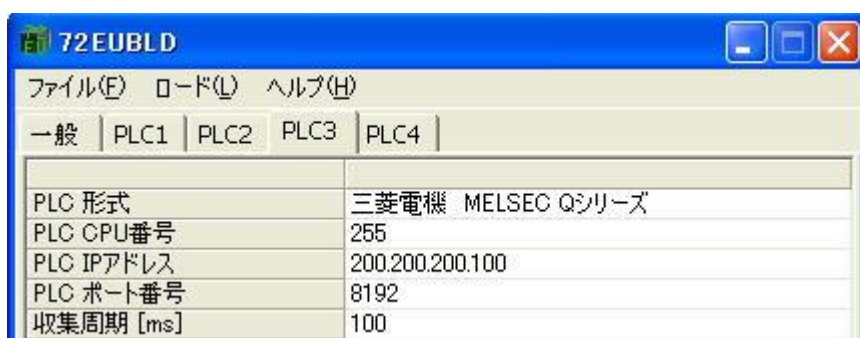 72EUBLD
ファイル(F) ロード(L) ヘルプ(H)
一般 PLC1 PLC2 PLC3 PLC4
PLC 形式 三菱電機 MELSEC Qシリーズ
PLC CPU番号 255
PLC IPアドレス 200.200.200.100
PLC ポート番号 8192
収集周期 [ms] 100